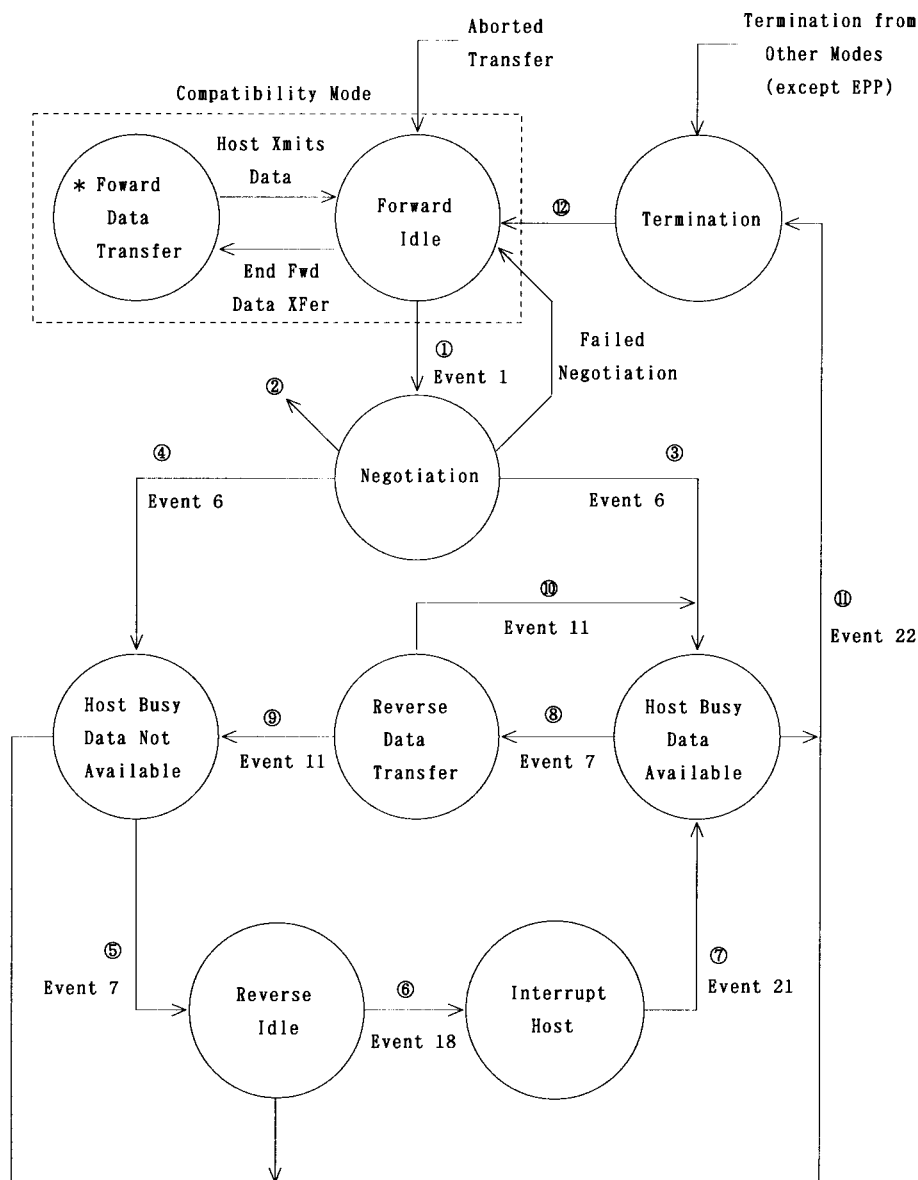 Aborted
Transfer
Termination from
Other Modes
(except EPP)
Compatibility Mode
Host Xmits
Data
* Foward
Data
Transfer
Forward
Idle
⑫
Termination
End Fwd
Data XFer
①
Event 1
Failed
Negotiation
②
④
Event 6
Negotiation
③
Event 6
⑩
Event 11
⑪
Event 22
Host Busy
Data Not
Available
⑨
Event 11
Reverse
Data
Transfer
⑧
Event 7
Host Busy
Data
Available
⑤
Event 7
Reverse
Idle
⑥
Event 18
Interrupt
Host
⑦
Event 21